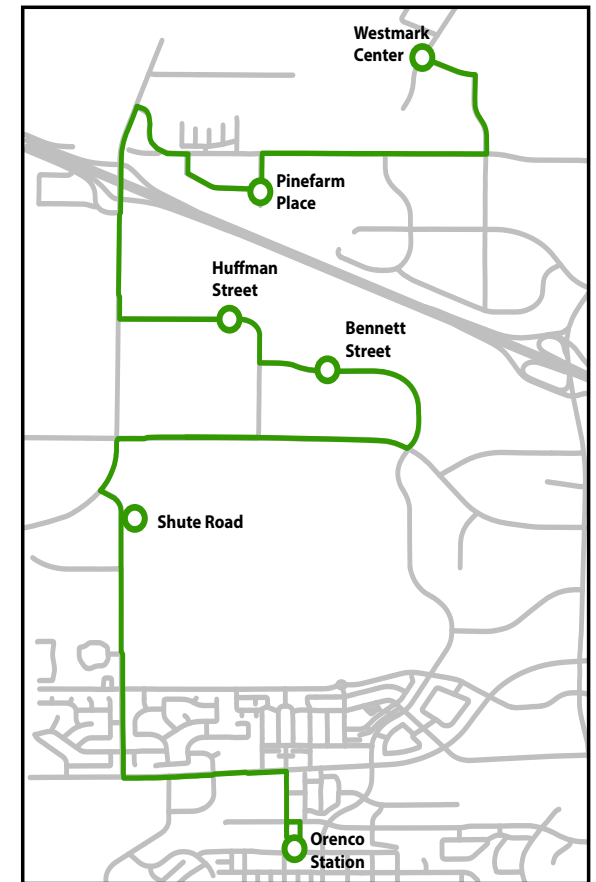 Westmark
Center
Pinefarm
Place
Huffman
Street
Bennett
Street
Shute Road
Orenco
Station